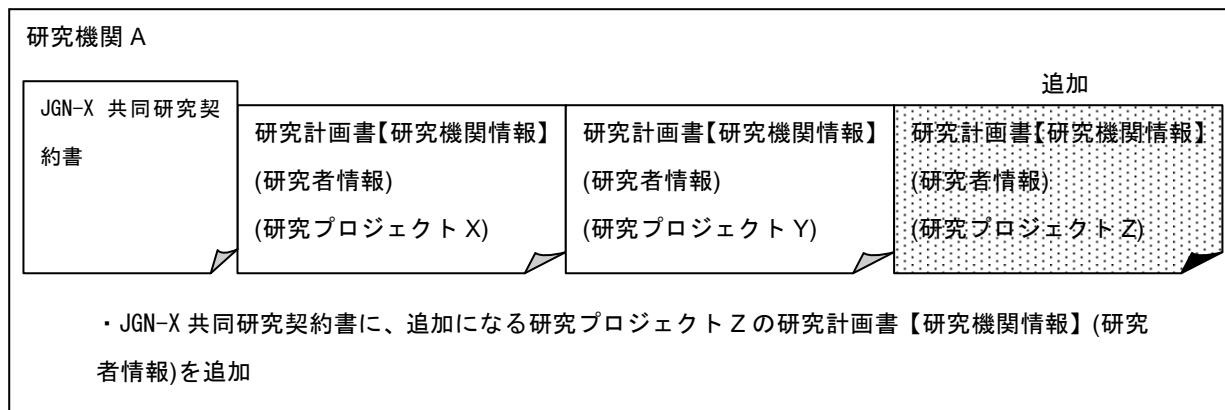 研究機関 A
追加
JGN-X 共同研究契
約書
研究計画書【研究機関情報】
(研究者情報)
(研究プロジェクト X)
研究計画書【研究機関情報】
(研究者情報)
(研究プロジェクト Y)
研究計画書【研究機関情報】
(研究者情報)
(研究プロジェクト Z)
・JGN-X 共同研究契約書に、追加になる研究プロジェクト Z の研究計画書【研究機関情報】(研究
者情報)を追加